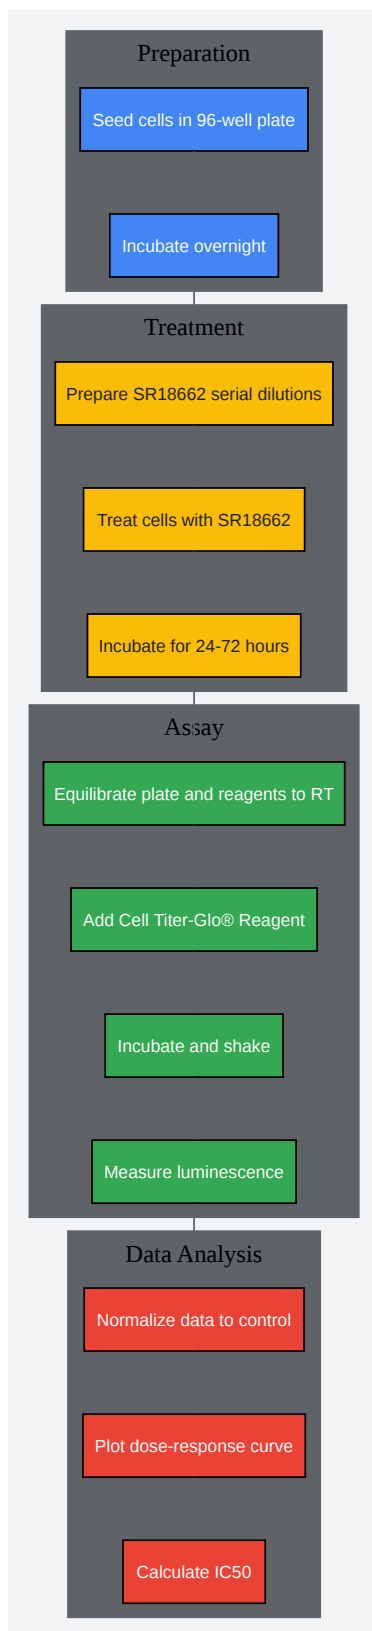 Preparation
Seed cells in 96-well plate
Incubate overnight
Treatment
Prepare SR18662 serial dilutions
Treat cells with SR18662
Incubate for 24-72 hours
Assay
Equilibrate plate and reagents to RT
Add Cell Titer-Glo® Reagent
Incubate and shake
Measure luminescence
Data Analysis
Normalize data to control
Plot dose-response curve
Calculate IC50